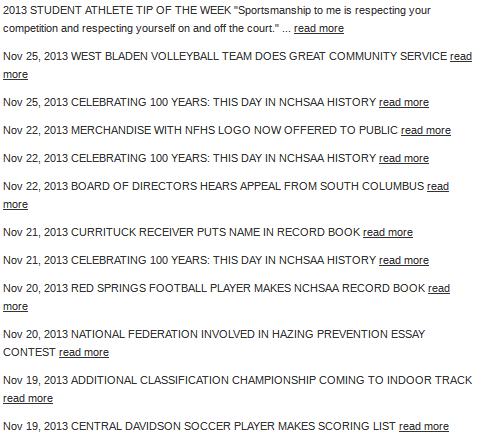 2013 STUDENT ATHLETE TIP OF THE WEEK "Sportsmanship to me is respecting your
competition and respecting yourself on and off the court." ... read more
Nov 25, 2013 WEST BLADEN VOLLEYBALL TEAM DOES GREAT COMMUNITY SERVICE read
more
Nov 25, 2013 CELEBRATING 100 YEARS: THIS DAY IN NCHSAA HISTORY read more
Nov 22, 2013 MERCHANDISE WITH NFHS LOGO NOW OFFERED TO PUBLIC read more
Nov 22, 2013 CELEBRATING 100 YEARS: THIS DAY IN NCHSAA HISTORY read more
Nov 22, 2013 BOARD OF DIRECTORS HEARS APPEAL FROM SOUTH COLUMBUS read
more
Nov 21, 2013 CURRITUCK RECEIVER PUTS NAME IN RECORD BOOK read more
Nov 21, 2013 CELEBRATING 100 YEARS: THIS DAY IN NCHSAA HISTORY read more
Nov 20, 2013 RED SPRINGS FOOTBALL PLAYER MAKES NCHSAA RECORD BOOK read
more
Nov 20, 2013 NATIONAL FEDERATION INVOLVED IN HAZING PREVENTION ESSAY
CONTEST read more
Nov 19, 2013 ADDITIONAL CLASSIFICATION CHAMPIONSHIP COMING TO INDOOR TRACK
read more
Nov 19, 2013 CENTRAL DAVIDSON SOCCER PLAYER MAKES SCORING LIST read more